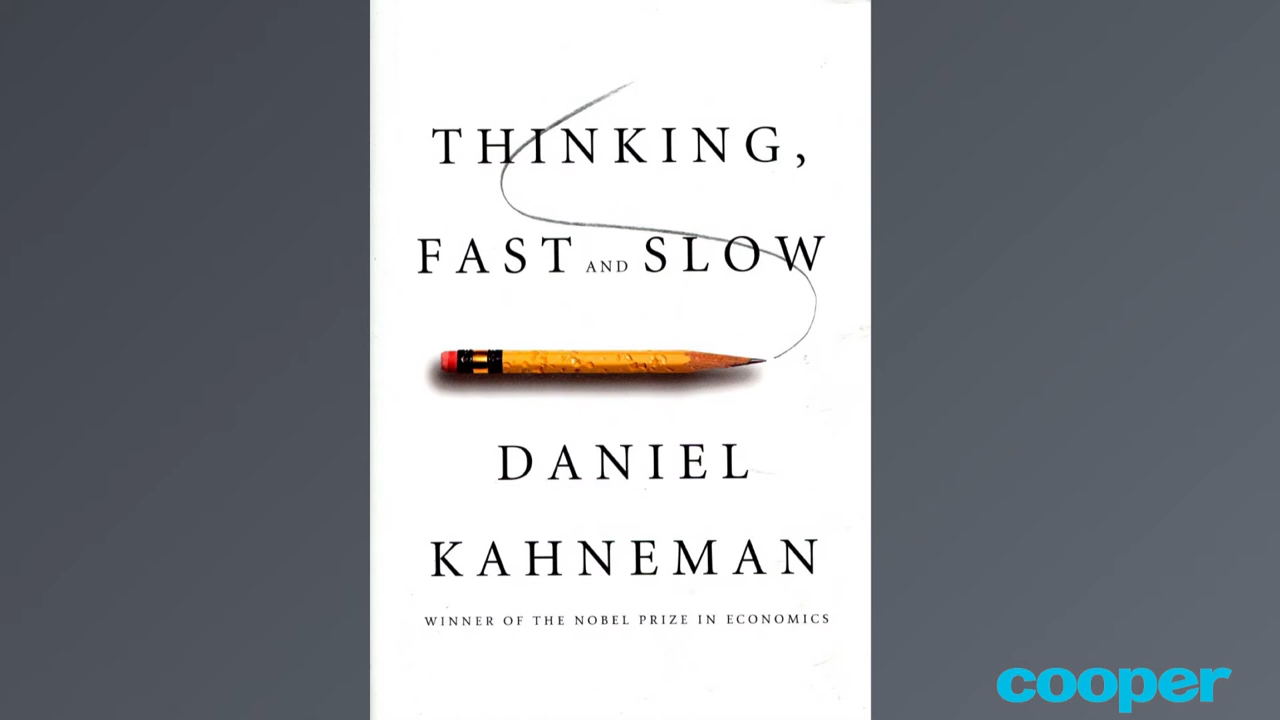 THINKING,
FAST AND SLOW
DANIEL
KAHNEMAN
WINNER OF THE NOBEL PRIZE IN ECONOMICS
cooper